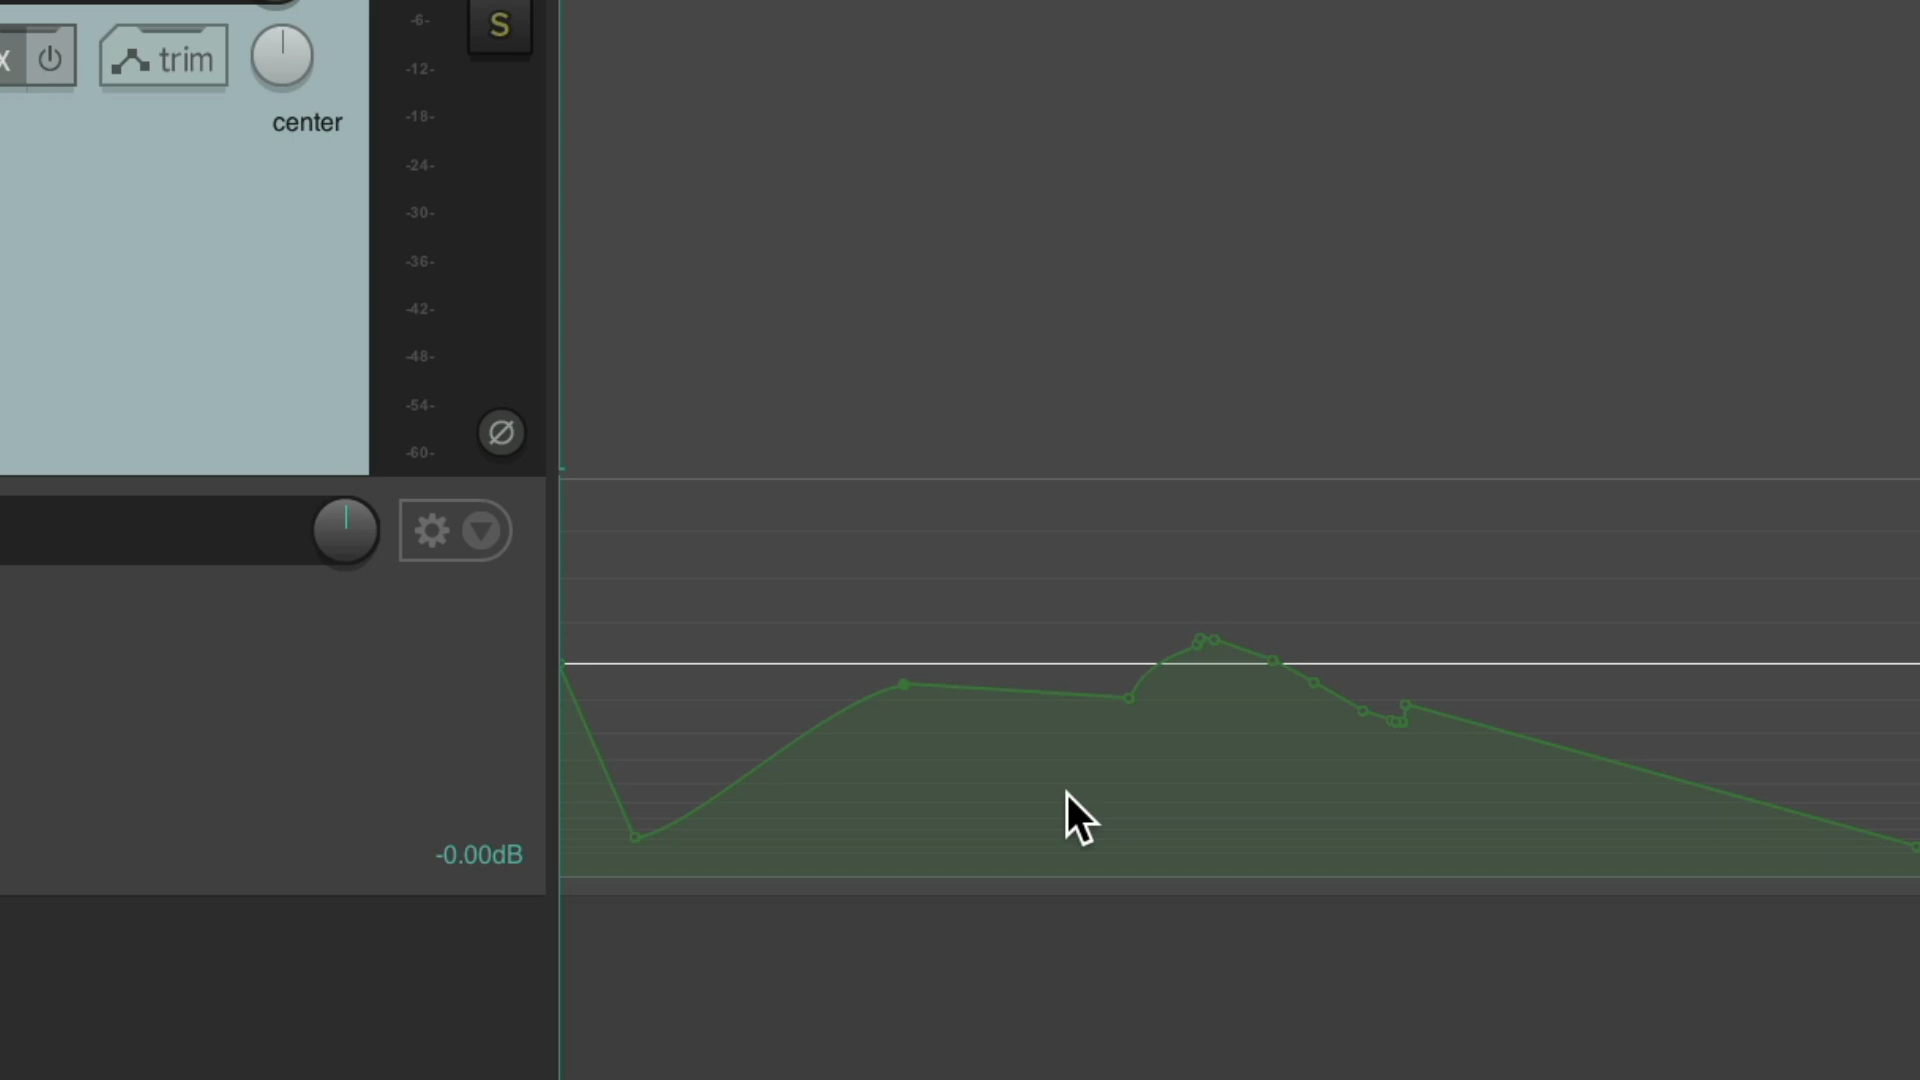 -6-
S
X
trim
-12-
center
-18-
-24-
-30-
-36-
-42-
-48-
-54-
-60-
-0.00dB